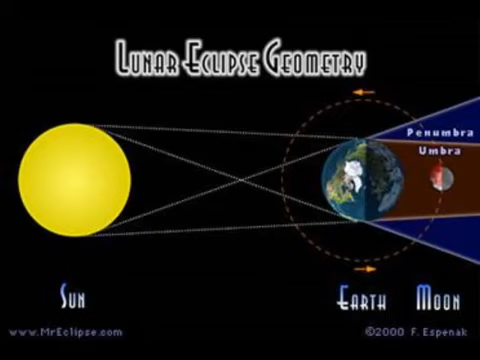 Lunar Eclipse Geometry
Penumbra
Umbra
Sun
Earth
Moon
www.MrEclipse.com
©2000 F. Espenak